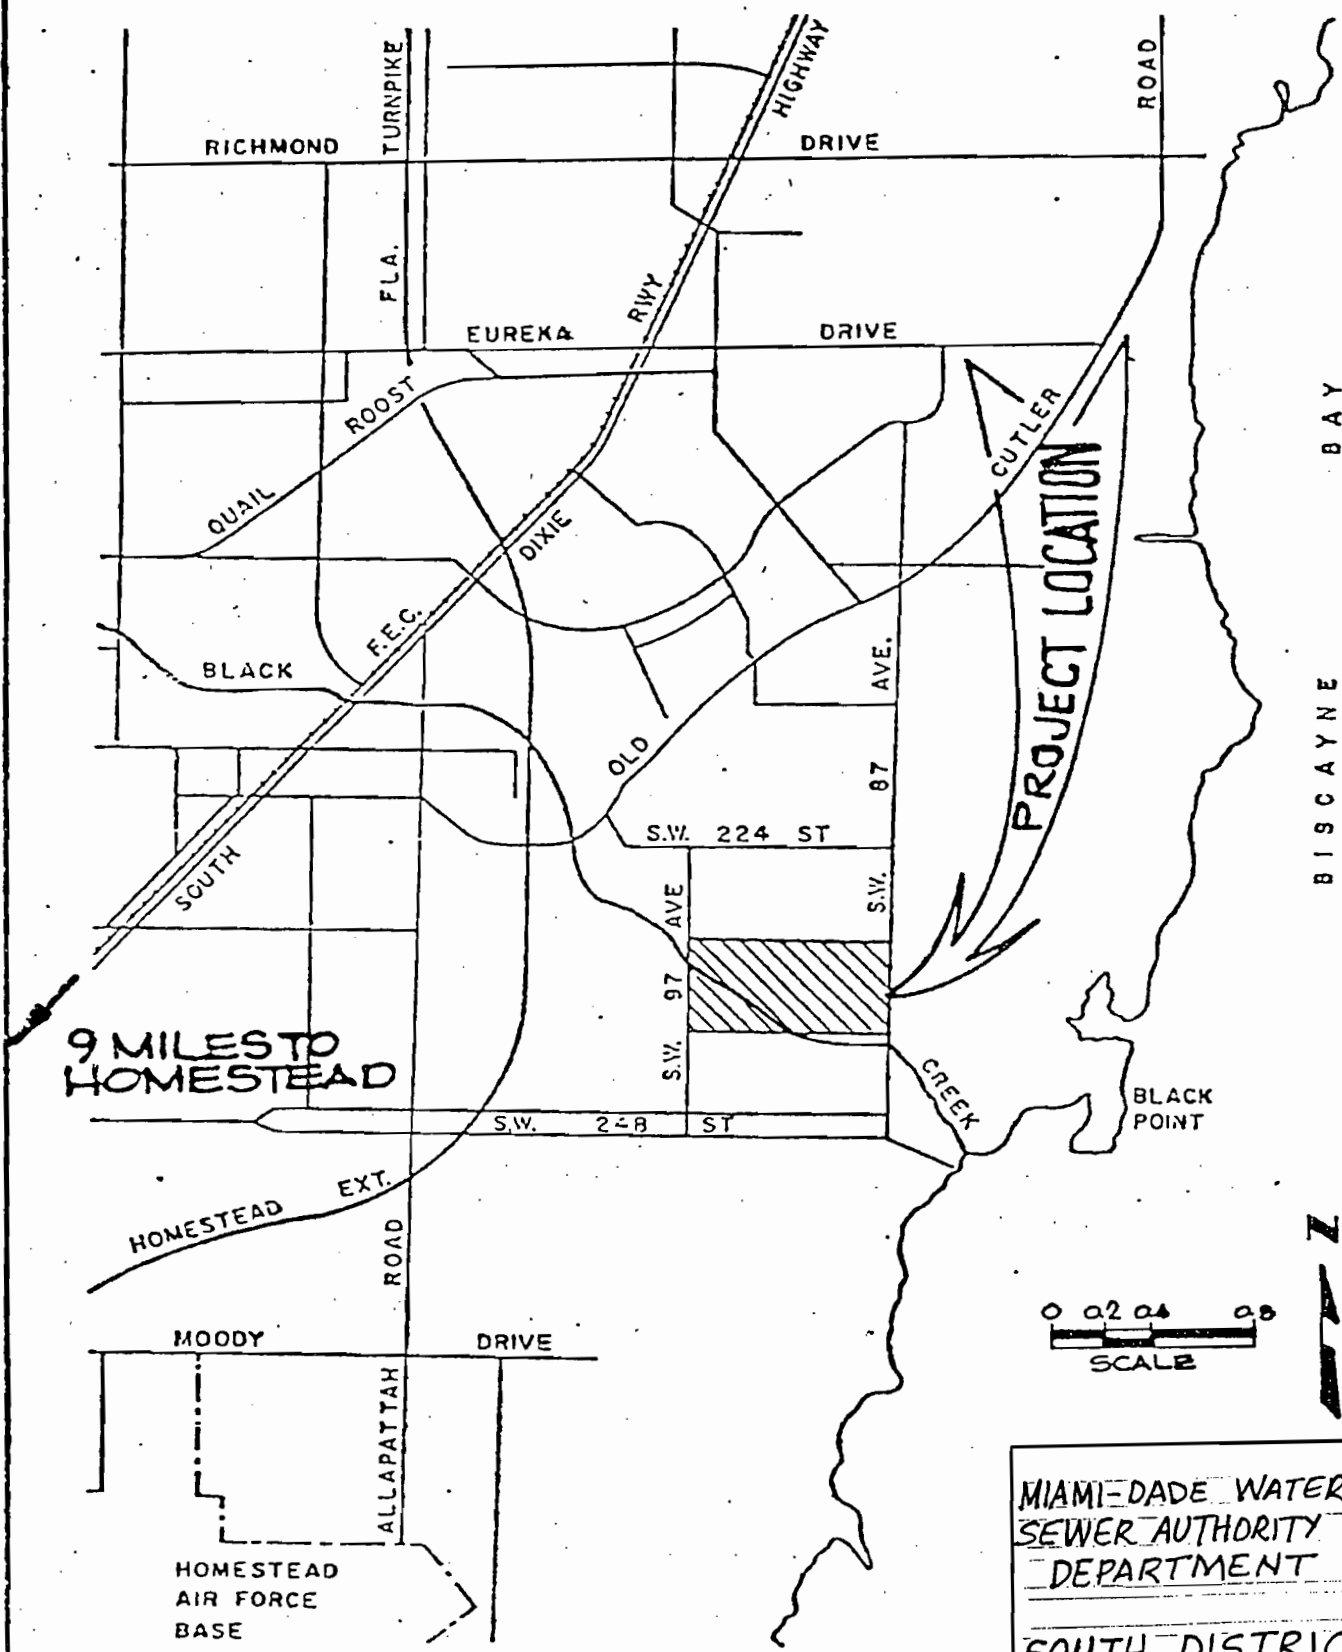 TURNPIKE
HIGHWAY
ROAD
RICHMOND
DRIVE
FLA.
RWY
EUREKA
DRIVE
ROOST
CUTLER
BAY
QUAIL
DIXIE
PROJECT LOCATION
F.E.C.
BLACK
AVE.
OLD
87
BISCAYNE
S.W. 224 ST
SOUTH
AVE
S.W.
97
9 MILES TO
HOMESTEAD
S.W.
CREEK
BLACK
POINT
S.W. 248 ST
EXT.
HOMESTEAD
ROAD
N
0 0.2 0.4 0.8
SCALE
MOODY
DRIVE
ALLAPATTAH
MIAMI-DADE WATER
SEWER AUTHORITY
DEPARTMENT
HOMESTEAD
AIR FORCE
BASE
SOUTH DISTRIC